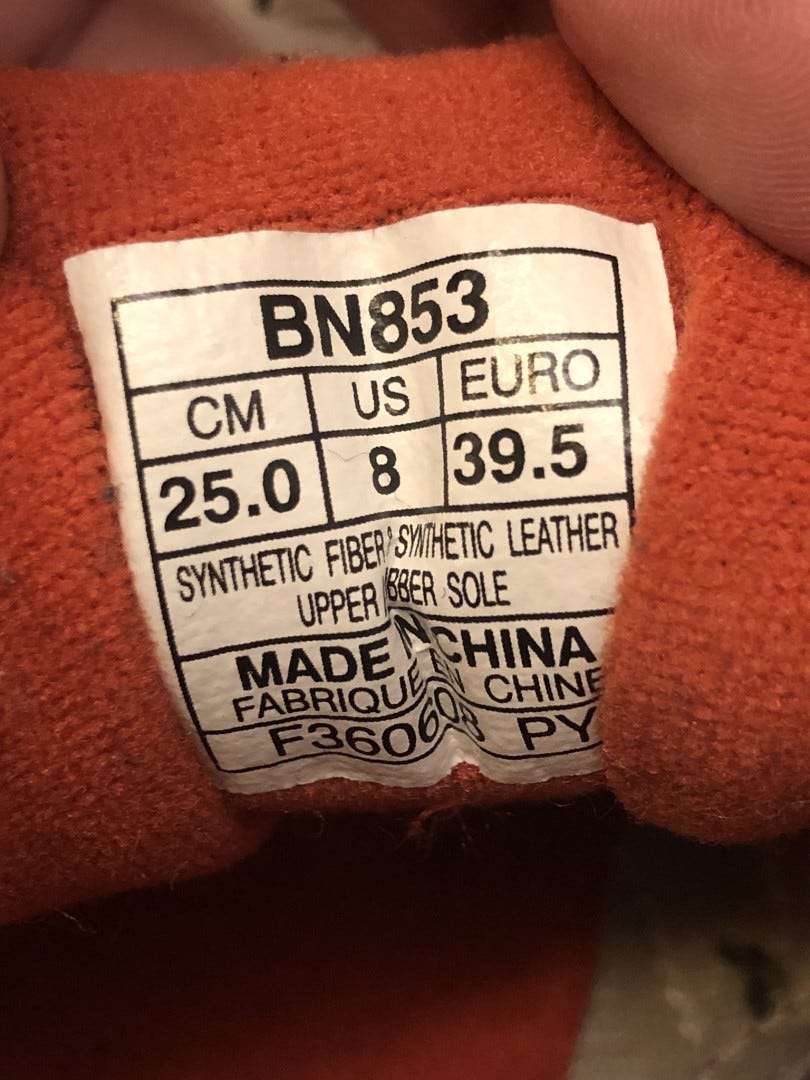 BN853
CM US EURO
25.0 8 39.5
SYNTHETIC FIBER & SYNTHETIC LEATHER
UPPER SOLE
MADE CHINA
FABRIQUE EN CHINE
PY